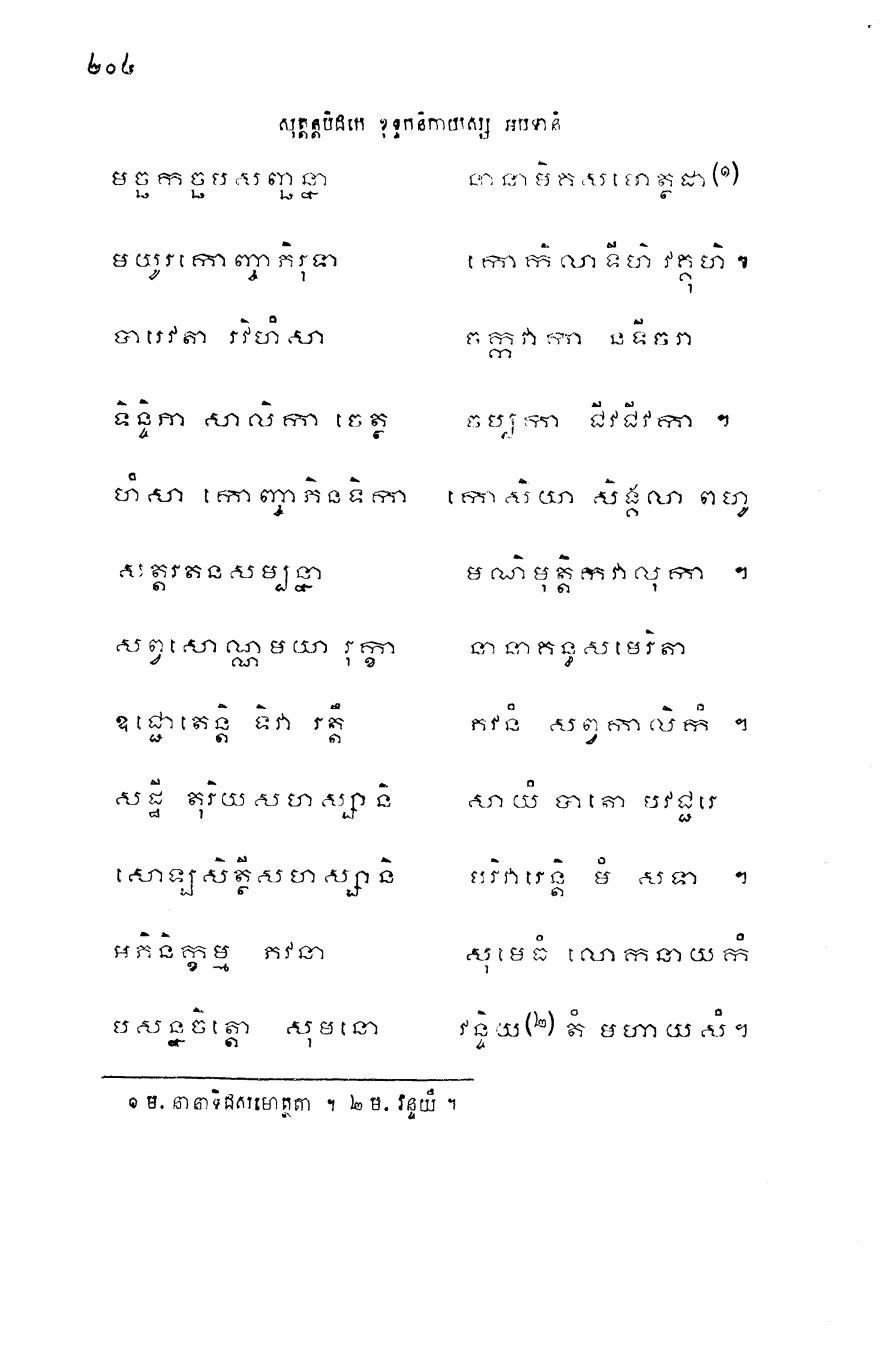 ២០៤
សុត្តន្តបិដកេ ខុទ្ទកនិកាយស្ស អបទានំ
មច្ឆកច្ឆបសញ្ឆន្នា នានាមិគសមោត្ថដា(១)
មយូរកោញ្ចាភិរុទា កោកិលាទីហិ វគ្គុហិ ។
បារេវតា រវិហំសា ចក្កវាកា នទីចរា
ទិន្ទិភា សាលិកា ចេត្ថ ចប្បកា ជីវជីវកា ។
ហំសា កោញ្ចាភិនទិតា កោសិយា សិង្គលា ពហូ
សត្តរតនសម្បន្នា មណិមុត្តិកវាលុកា ។
សព្វសោណ្ណមយា រុក្ខា នានាគន្ធសមេរិតា
ឧជ្ជោតេន្តិ ទិវា រត្តឹ ភវនំ សព្វកាលិកំ ។
សដ្ឋី តុរិយសហស្សានិ សាយំ បាតោ បវជ្ជរេ
សោឡសិត្ថីសហស្សានិ បរិវារេន្តិ មំ សទា ។
អភិនិក្ខម្ម ភវនា សុមេធំ លោកនាយកំ
បសន្នចិត្តោ សុមនោ វន្ទិយ(២) តំ មហាយសំ។
១ ម. នានាទិជសមោត្ថតា ។ ២ ម. វន្ទយឹ ។